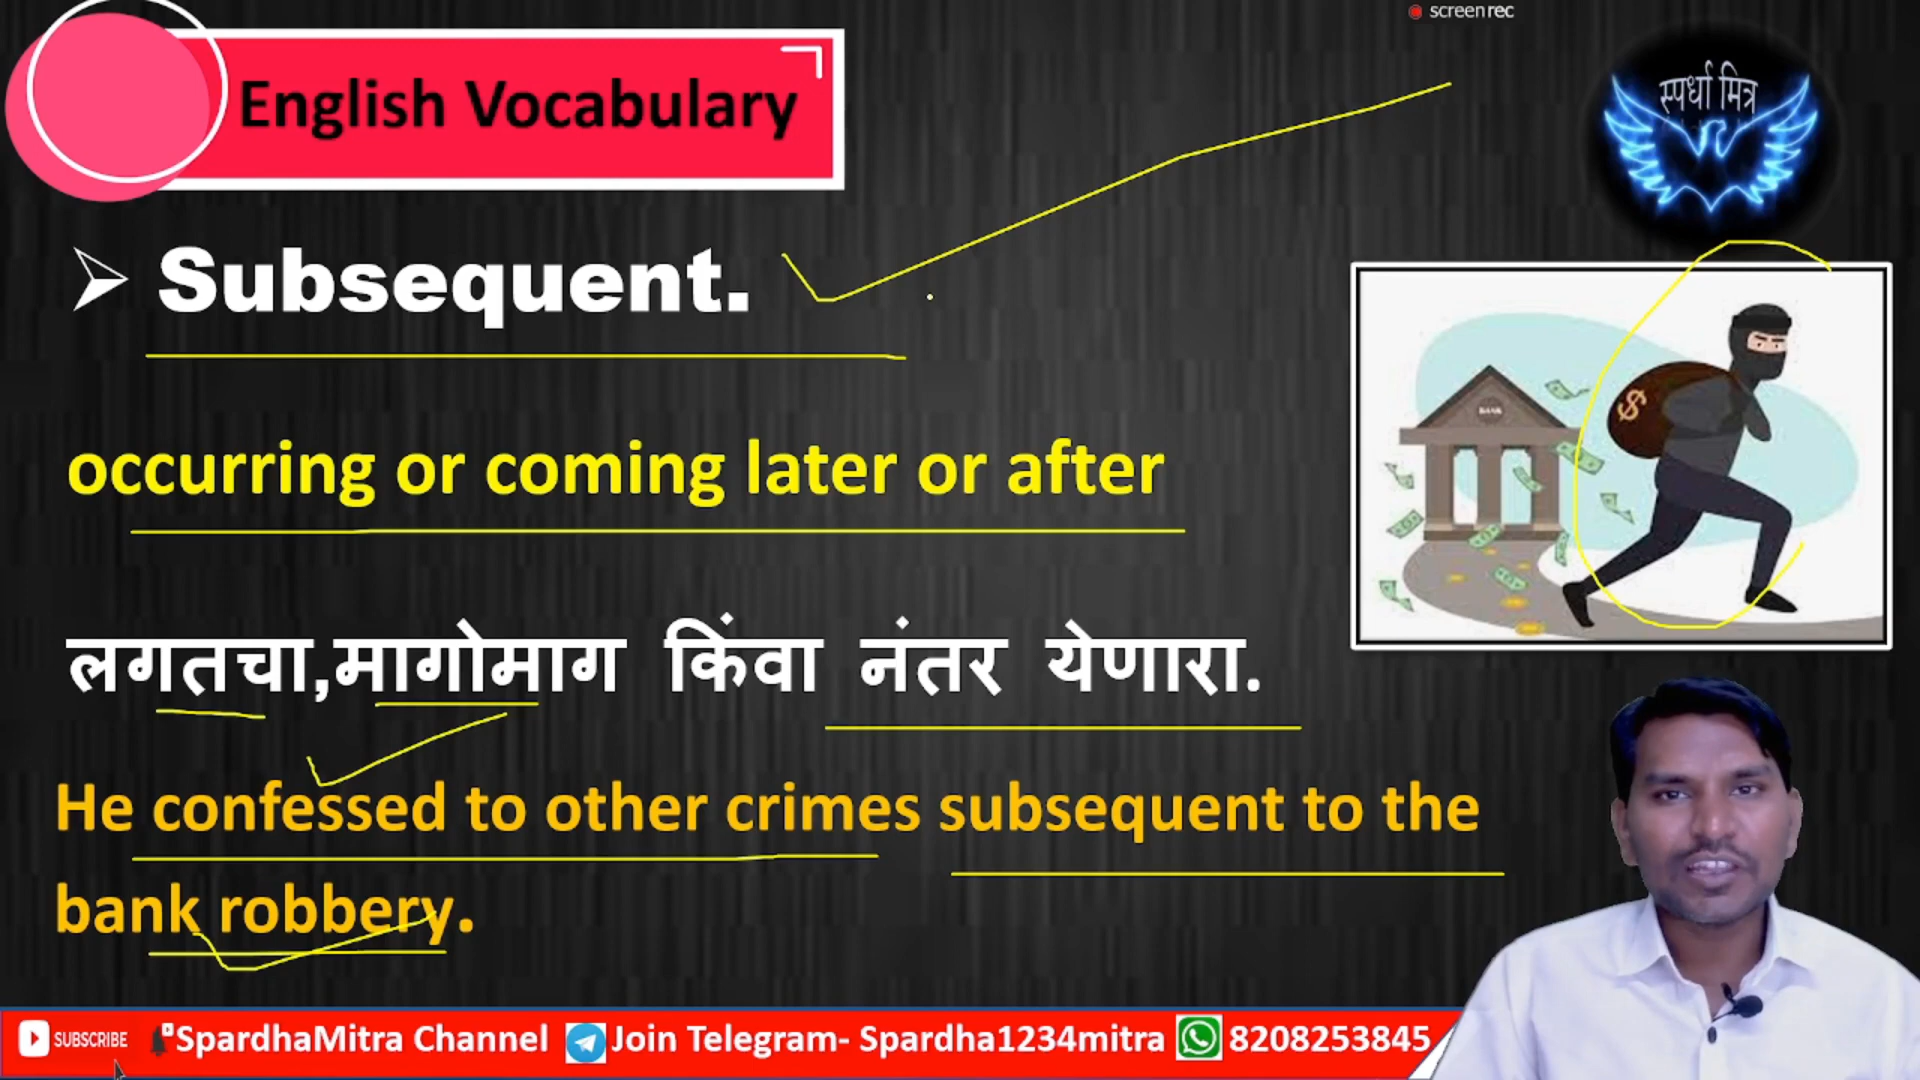 screenrec
English Vocabulary
स्पर्धा मित्र
Subsequent.
BANK
$
occurring or coming later or after
लगतचा,मागोमाग किंवा नंतर येणारा.
He confessed to other crimes subsequent to the
bank robbery.
SUBSCRIBE SpardhaMitra Channel Join Telegram- Spardha1234mitra 8208253845